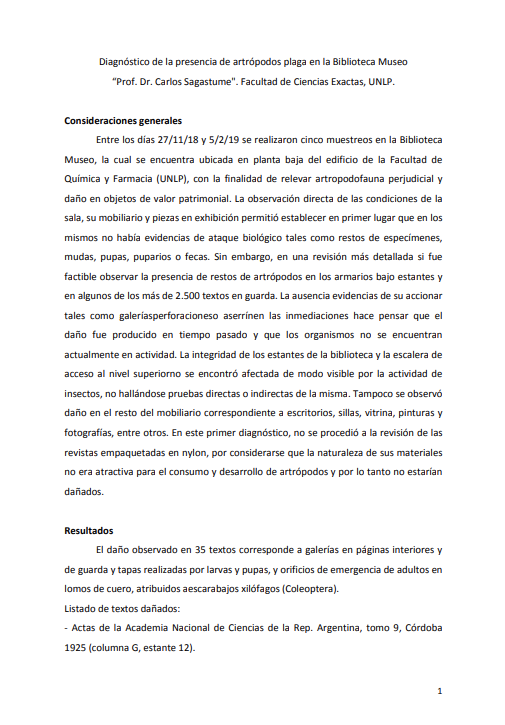 Diagnóstico de la presencia de artrópodos plaga en la Biblioteca Museo
“Prof. Dr. Carlos Sagastume". Facultad de Ciencias Exactas, UNLP.
Consideraciones generales
Entre los días 27/11/18 y 5/2/19 se realizaron cinco muestreos en la Biblioteca
Museo, la cual se encuentra ubicada en planta baja del edificio de la Facultad de
Química y Farmacia (UNLP), con la finalidad de relevar artropodofauna perjudicial y
daño en objetos de valor patrimonial. La observación directa de las condiciones de la
sala, su mobiliario y piezas en exhibición permitió establecer en primer lugar que en los
mismos no había evidencias de ataque biológico tales como restos de especímenes,
mudas, pupas, puparios o fecas. Sin embargo, en una revisión más detallada si fue
factible observar la presencia de restos de artrópodos en los armarios bajo estantes y
en algunos de los más de 2.500 textos en guarda. La ausencia evidencias de su accionar
tales como galeríasperforacioneso aserrínen las inmediaciones hace pensar que el
daño fue producido en tiempo pasado y que los organismos no se encuentran
actualmente en actividad. La integridad de los estantes de la biblioteca y la escalera de
acceso al nivel superiorno se encontró afectada de modo visible por la actividad de
insectos, no hallándose pruebas directas o indirectas de la misma. Tampoco se observó
daño en el resto del mobiliario correspondiente a escritorios, sillas, vitrina, pinturas y
fotografías, entre otros. En este primer diagnóstico, no se procedió a la revisión de las
revistas empaquetadas en nylon, por considerarse que la naturaleza de sus materiales
no era atractiva para el consumo y desarrollo de artrópodos y por lo tanto no estarían
dañados.
Resultados
El daño observado en 35 textos corresponde a galerías en páginas interiores y
de guarda y tapas realizadas por larvas y pupas, y orificios de emergencia de adultos en
lomos de cuero, atribuidos aescarabajos xilófagos (Coleoptera).
Listado de textos dañados:
- Actas de la Academia Nacional de Ciencias de la Rep. Argentina, tomo 9, Córdoba
1925 (columna G, estante 12).
1